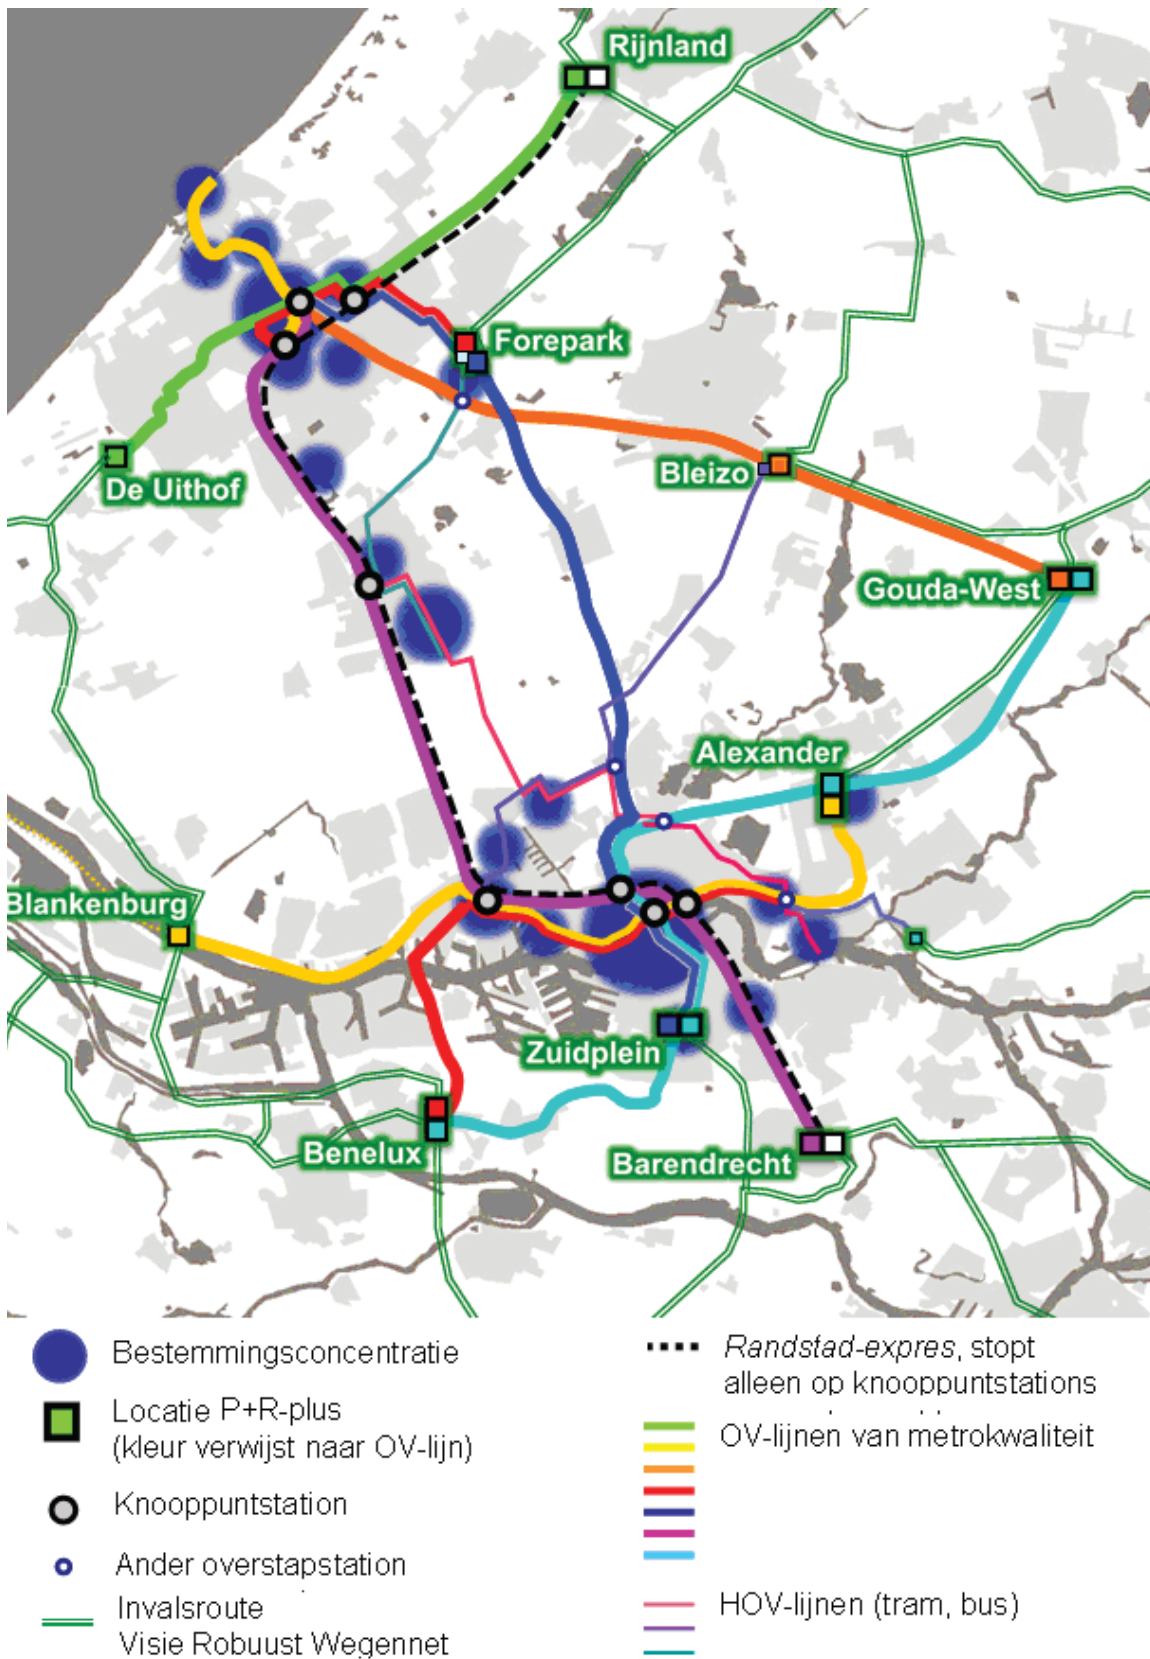 Rijnland
Forepark
Bleizo
De Uithof
Gouda-West
Alexander
Blankenburg
Zuidplein
Benelux
Barendrecht
Bestemmingsconcentratie
Locatie P+R-plus
(kleur verwijst naar OV-lijn)
Knooppuntstation
Ander overstapstation
Invalsroute
Visie Robuust Wegennet
Randstad-expres, stopt
alleen op knooppuntstations
OV-lijnen van metrokwaliteit
HOV-lijnen (tram, bus)